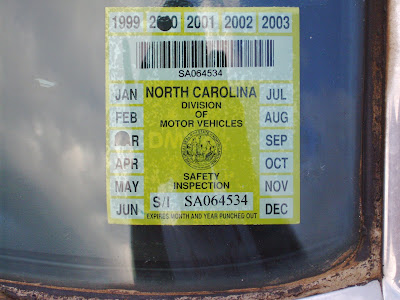 1999 2000 2001 2002 2003
SA064534
JAN NORTH CAROLINA JUL
DIVISION
FEB OF AUG
MOTOR VEHICLES
MAR SEP
APR OCT
SAFETY
MAY INSPECTION NOV
S/I SA064534
JUN EXPIRES MONTH AND YEAR PUNCHED OUT DEC